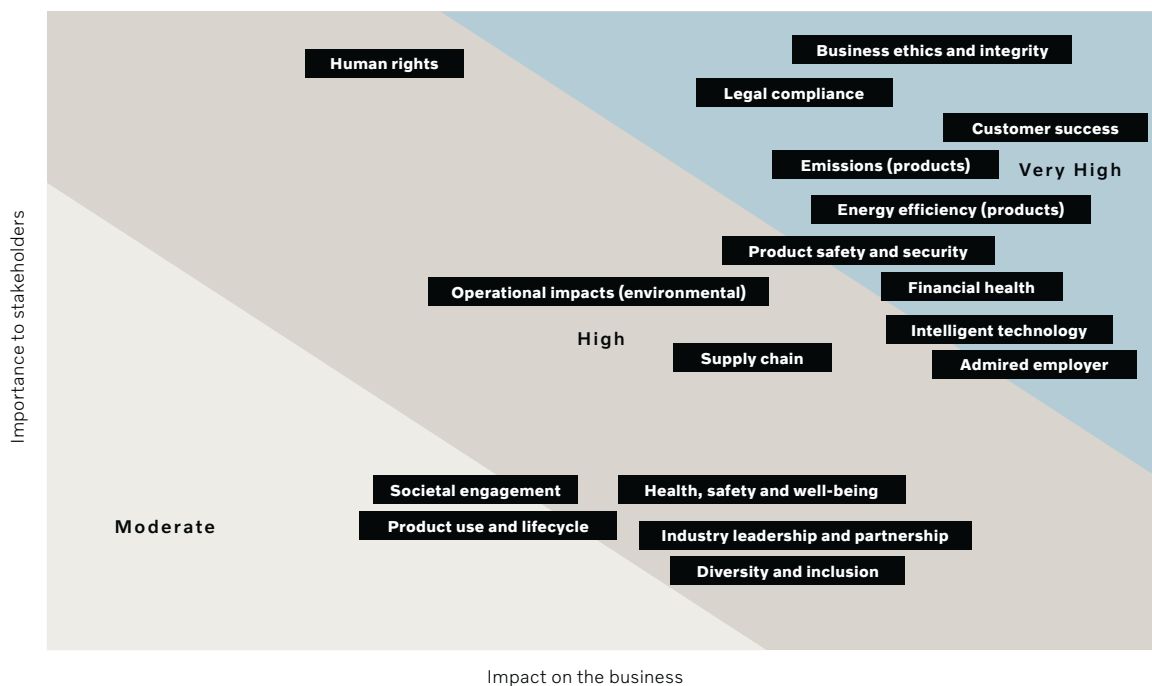 Business ethics and integrity
Human rights
Legal compliance
Customer success
Emissions (products)
Very High
Energy efficiency (products)
Product safety and security
Financial health
Operational impacts (environmental)
Intelligent technology
High
Supply chain
Admired employer
Importance to stakeholders
Societal engagement
Health, safety and well-being
Moderate
Product use and lifecycle
Industry leadership and partnership
Diversity and inclusion
Impact on the business